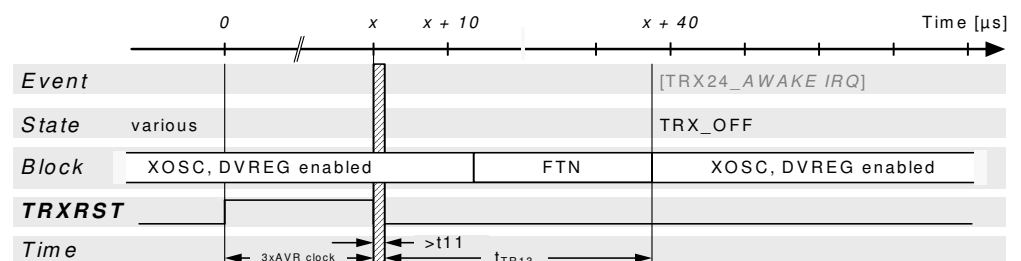 0 x x + 10 x + 40 Time [µs]
Event [TRX24_AWAKE IRQ]
State various TRX_OFF
Block XOSC, DVREG enabled FTN XOSC, DVREG enabled
TRXRST
Time 3xAVR clock >t11 tTR13